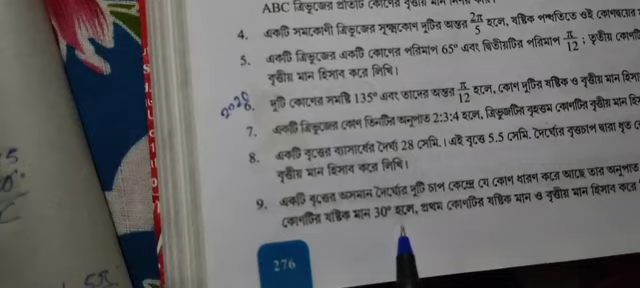 ABC ত্রিভুজের প্রতিটি কোণের বৃত্তীয় মান
4. একটি সমকোণী ত্রিভুজের সূক্ষ্মকোণ দুটির অন্তর 2π/5 হলে, ষষ্টিক পদ্ধতিতে ওই কোণদ্বয়ের
5. একটি ত্রিভুজের একটি কোণের পরিমাণ 65° এবং দ্বিতীয়টির পরিমাণ π/12; তৃতীয় কোণটি
বৃত্তীয় মান হিসাব করে লিখি।
6. দুটি কোণের সমষ্টি 135° এবং তাদের অন্তর π/12 হলে, কোণ দুটির ষষ্টিক ও বৃত্তীয় মান
7. একটি ত্রিভুজের কোণ তিনটির অনুপাত 2:3:4 হলে, ত্রিভুজটির বৃহত্তম কোণটির বৃত্তীয় মান
8. একটি বৃত্তের ব্যাসার্ধের দৈর্ঘ্য 28 সেমি.। এই বৃত্তে 5.5 সেমি. দৈর্ঘ্যের বৃত্তচাপ দ্বারা ধৃত
বৃত্তীয় মান হিসাব করে লিখি।
9. একটি বৃত্তের অসমান দৈর্ঘ্যের দুটি চাপ কেন্দ্রে যে কোণ ধারণ করে আছে তার অনুপাত
কোণটির ষষ্টিক মান 30° হলে, প্রথম কোণটির ষষ্টিক মান ও বৃত্তীয় মান হিসাব করে
276